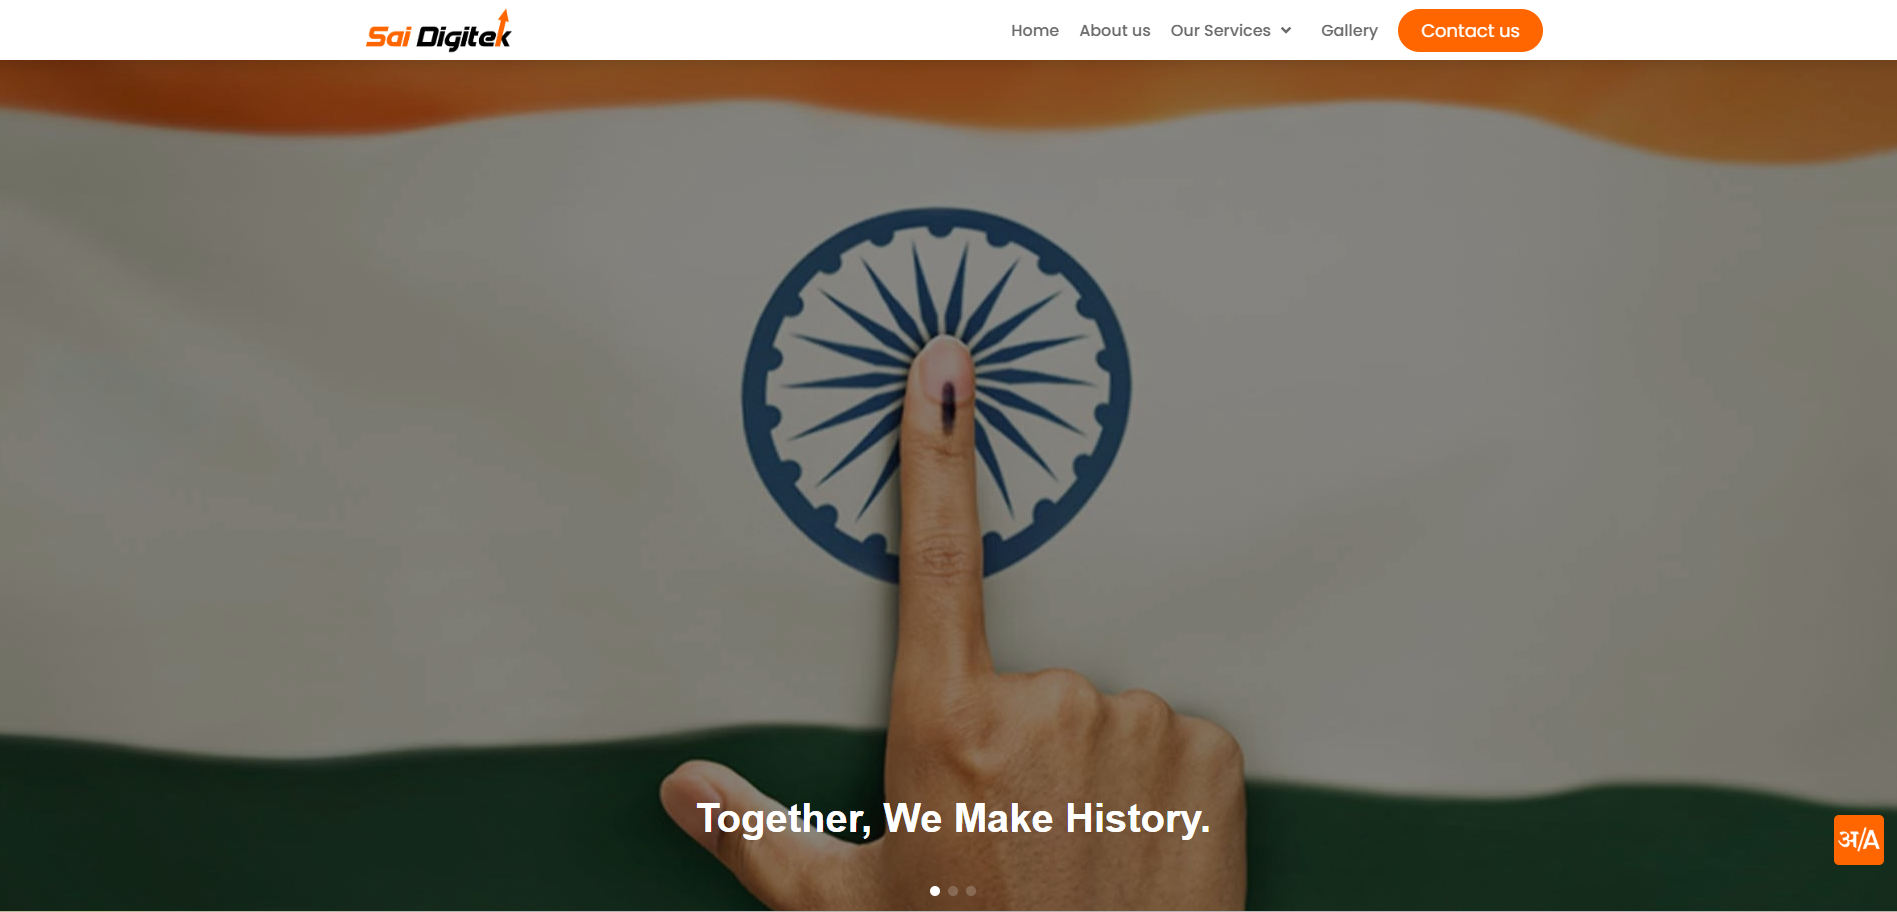 Sai Digitek
Home About us Our Services Gallery Contact us
Together, We Make History.
अ/A